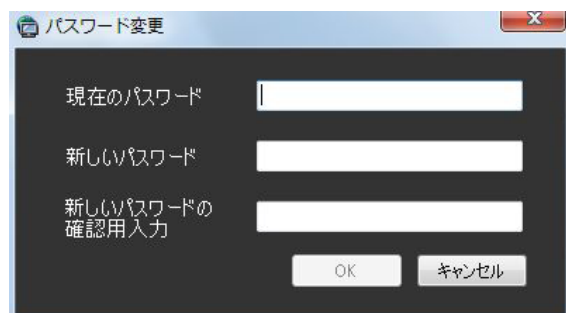 パスワード変更
現在のパスワード
新しいパスワード
新しいパスワードの
確認用入力
OK
キャンセル